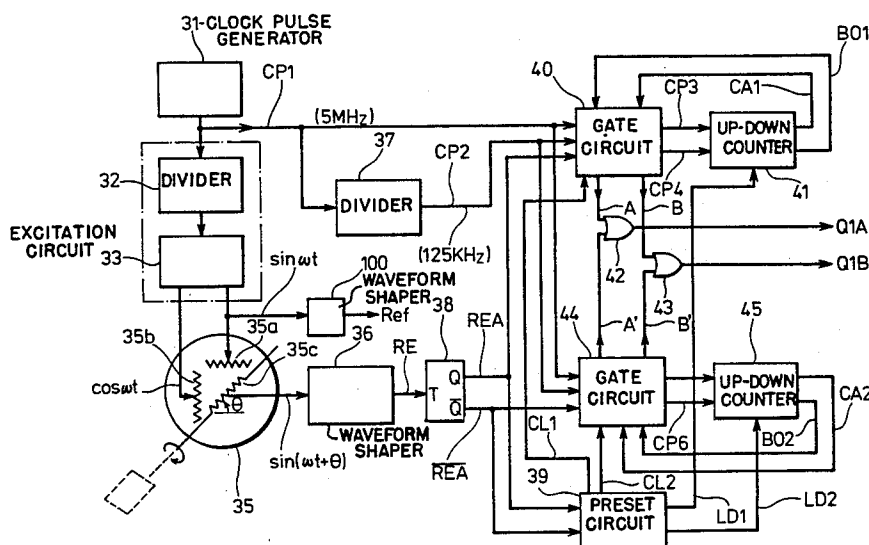 31-CLOCK PULSE
GENERATOR
CP1
(5MHz)
BO1
40
CA1
CP3
GATE
CIRCUIT
UP-DOWN
COUNTER
CP4
41
32
DIVIDER
37
CP2
DIVIDER
(125KHz)
A
B
42
Q1A
43
Q1B
EXCITATION
CIRCUIT
33
sinωt
100
WAVEFORM
SHAPER
Ref
38
36
REA
44
A'
B'
45
35a
35b
35c
RE
T
Q
Q̅
GATE
CIRCUIT
UP-DOWN
COUNTER
CA2
cosωt
θ
CL1
CP6
BO2
WAVEFORM
SHAPER
sin(ωt+θ)
R̅E̅A̅
35
39
CL2
PRESET
CIRCUIT
LD1
LD2